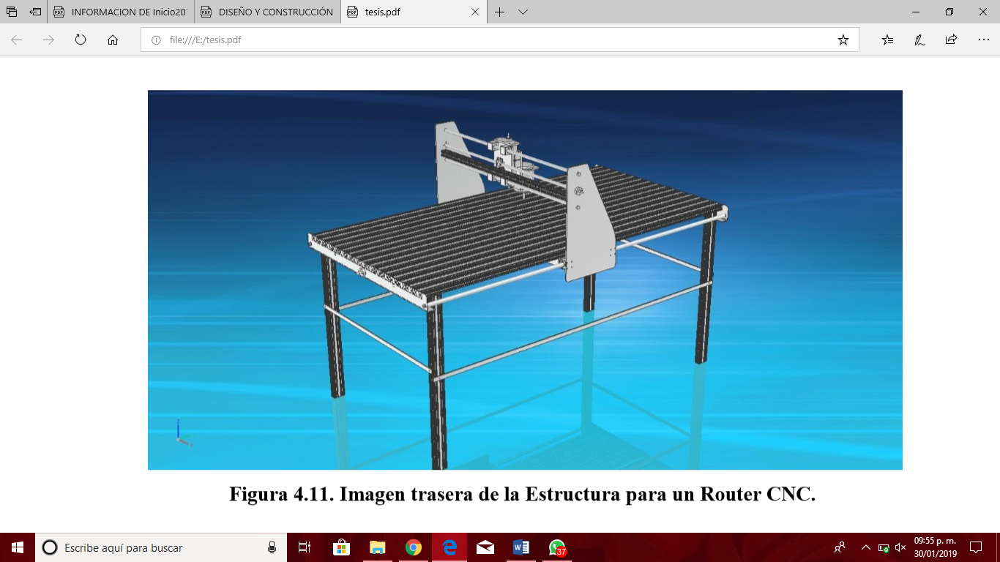 INFORMACION DE Inicio201
DISEÑO Y CONSTRUCCIÓN
tesis.pdf
file:///E:/tesis.pdf
Figura 4.11. Imagen trasera de la Estructura para un Router CNC.
Escribe aquí para buscar
37
09:55 p. m.
30/01/2019